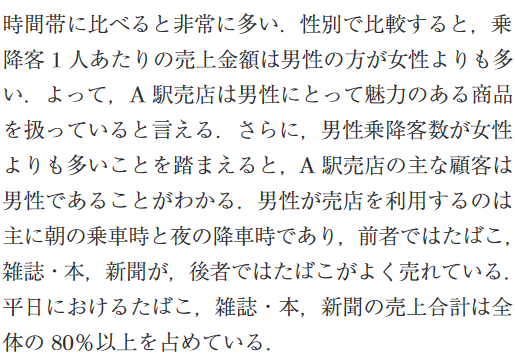 時間帯に比べると非常に多い．性別で比較すると，乗
降客 1 人あたりの売上金額は男性の方が女性よりも多
い．よって，A 駅売店は男性にとって魅力のある商品
を扱っていると言える．さらに，男性乗降客数が女性
よりも多いことを踏まえると，A 駅売店の主な顧客は
男性であることがわかる．男性が売店を利用するのは
主に朝の乗車時と夜の降車時であり，前者ではたばこ，
雑誌・本，新聞が，後者ではたばこがよく売れている．
平日におけるたばこ，雑誌・本，新聞の売上合計は全
体の 80％以上を占めている．